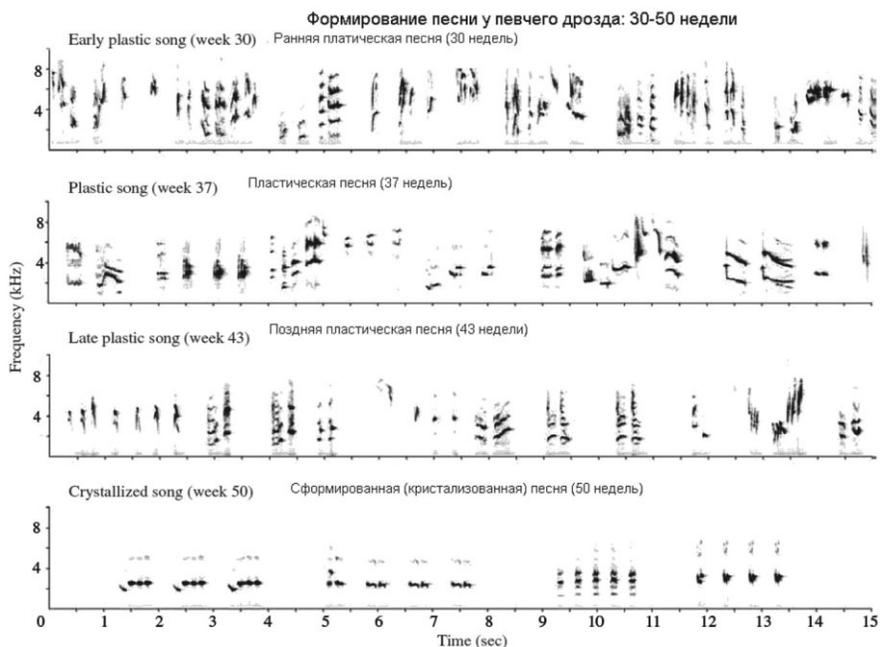 Формирование песни у певчего дрозда: 30-50 недели
Early plastic song (week 30) Ранняя платическая песня (30 недель)
8
4
Plastic song (week 37) Пластическая песня (37 недель)
8
4
Frequency (kHz)
Late plastic song (week 43) Поздняя пластическая песня (43 недели)
8
4
Crystallized song (week 50) Сформированная (кристализованная) песня (50 недель)
8
4
0 1 2 3 4 5 6 7 8 9 10 11 12 13 14 15
Time (sec)